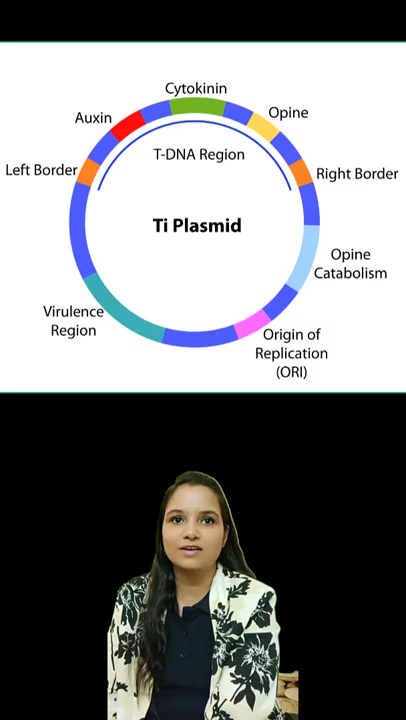 Cytokinin
Auxin
Opine
T-DNA Region
Left Border
Right Border
Ti Plasmid
Opine
Catabolism
Virulence
Region
Origin of
Replication
(ORI)